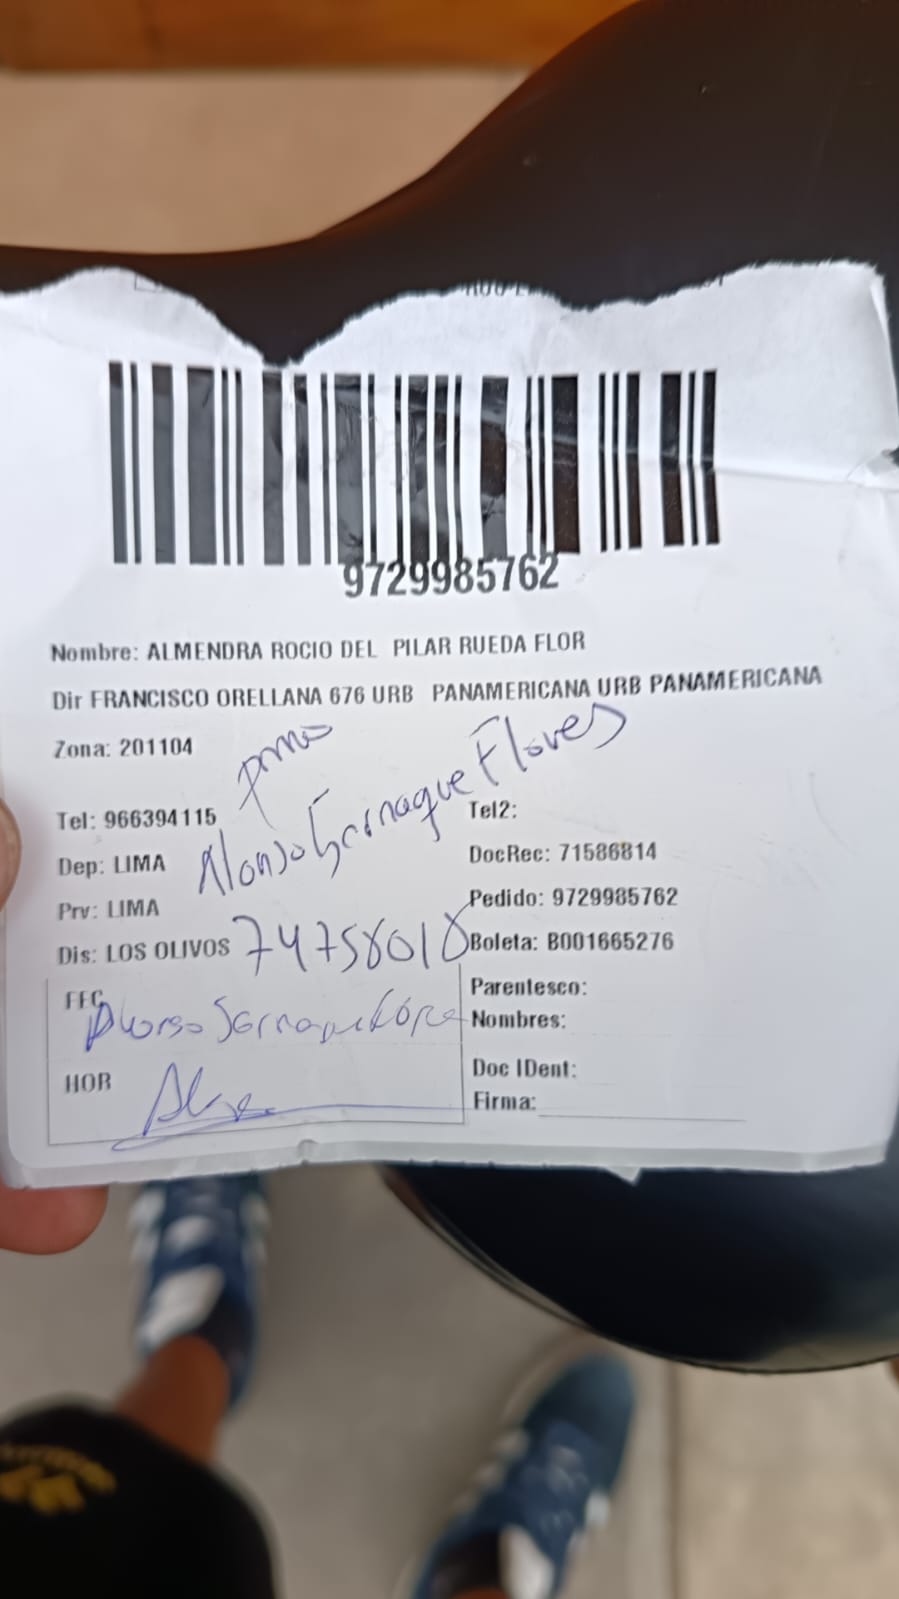 9729985762
Nombre: ALMENDRA ROCIO DEL PILAR RUEDA FLOR
Dir FRANCISCO ORELLANA 676 URB PANAMERICANA URB PANAMERICANA
Zona: 201104
primo
Tel: 966394115
Tel2:
Alonso Flores
Dep: LIMA
DocRec: 71586814
Prv: LIMA
Pedido: 9729985762
Dis: LOS OLIVOS
74758018
Boleta: B001665276
FEC
Parentesco:
Nombres:
HOR
Doc IDent:
Firma: